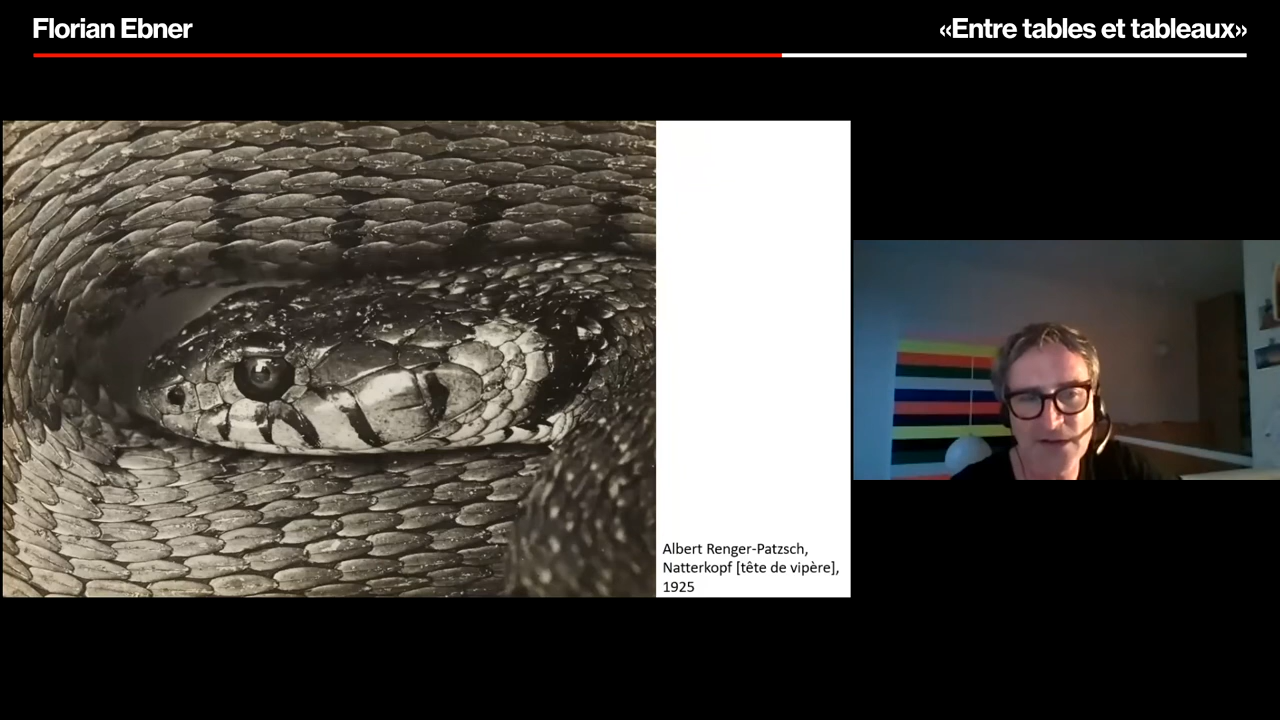 Florian Ebner
«Entre tables et tableaux»
Albert Renger-Patzsch,
Natterkopf [tête de vipère],
1925